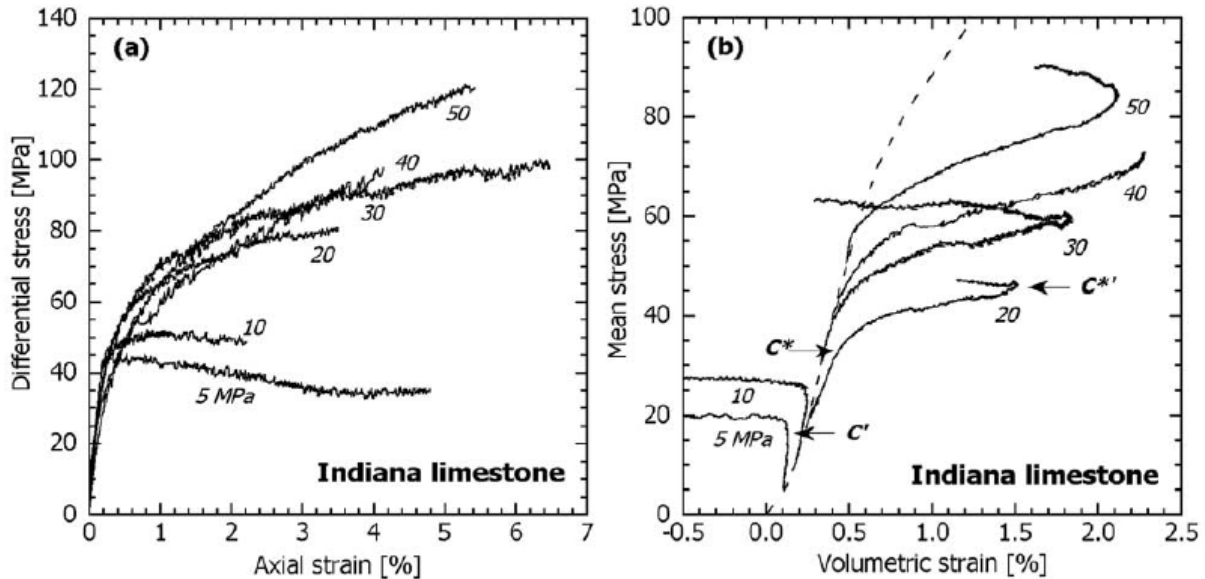 (a)
Differential stress [MPa]
140
120
100
80
60
40
20
0
50
40
30
20
10
5 MPa
Indiana limestone
0 1 2 3 4 5 6 7
Axial strain [%]
(b)
Mean stress [MPa]
100
80
60
40
20
0
50
40
30
20
C*'
C*
10
5 MPa
C'
Indiana limestone
-0.5 0.0 0.5 1.0 1.5 2.0 2.5
Volumetric strain [%]